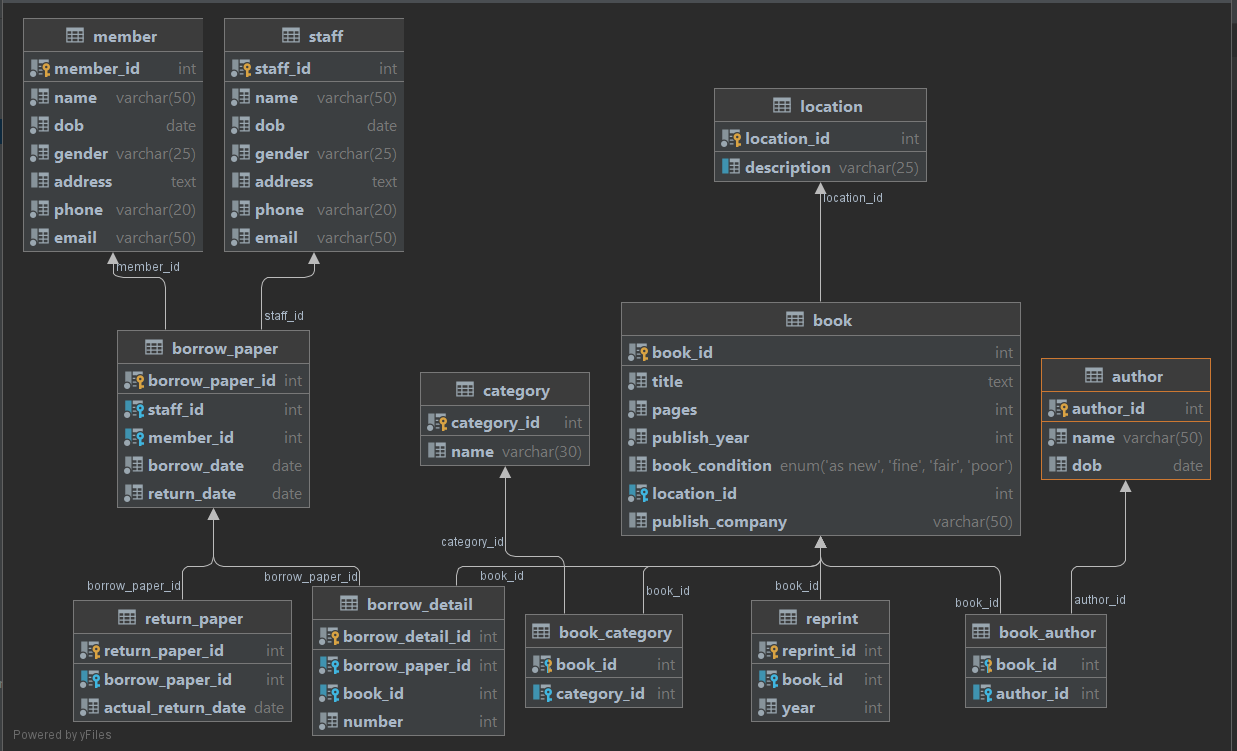 member
member_id int
name varchar(50)
dob date
gender varchar(25)
address text
phone varchar(20)
email varchar(50)
staff
staff_id int
name varchar(50)
dob date
gender varchar(25)
address text
phone varchar(20)
email varchar(50)
location
location_id int
description varchar(25)
location_id
member_id
staff_id
borrow_paper
borrow_paper_id int
staff_id int
member_id int
borrow_date date
return_date date
category
category_id int
name varchar(30)
book
book_id int
title text
pages int
publish_year int
book_condition enum('as new', 'fine', 'fair', 'poor')
location_id int
publish_company varchar(50)
author
author_id int
name varchar(50)
dob date
borrow_paper_id
borrow_paper_id
category_id
book_id
book_id
book_id
book_id
author_id
return_paper
return_paper_id int
borrow_paper_id int
actual_return_date date
borrow_detail
borrow_detail_id int
borrow_paper_id int
book_id int
number int
book_category
book_id int
category_id int
reprint
reprint_id int
book_id int
year int
book_author
book_id int
author_id int
Powered by yFiles